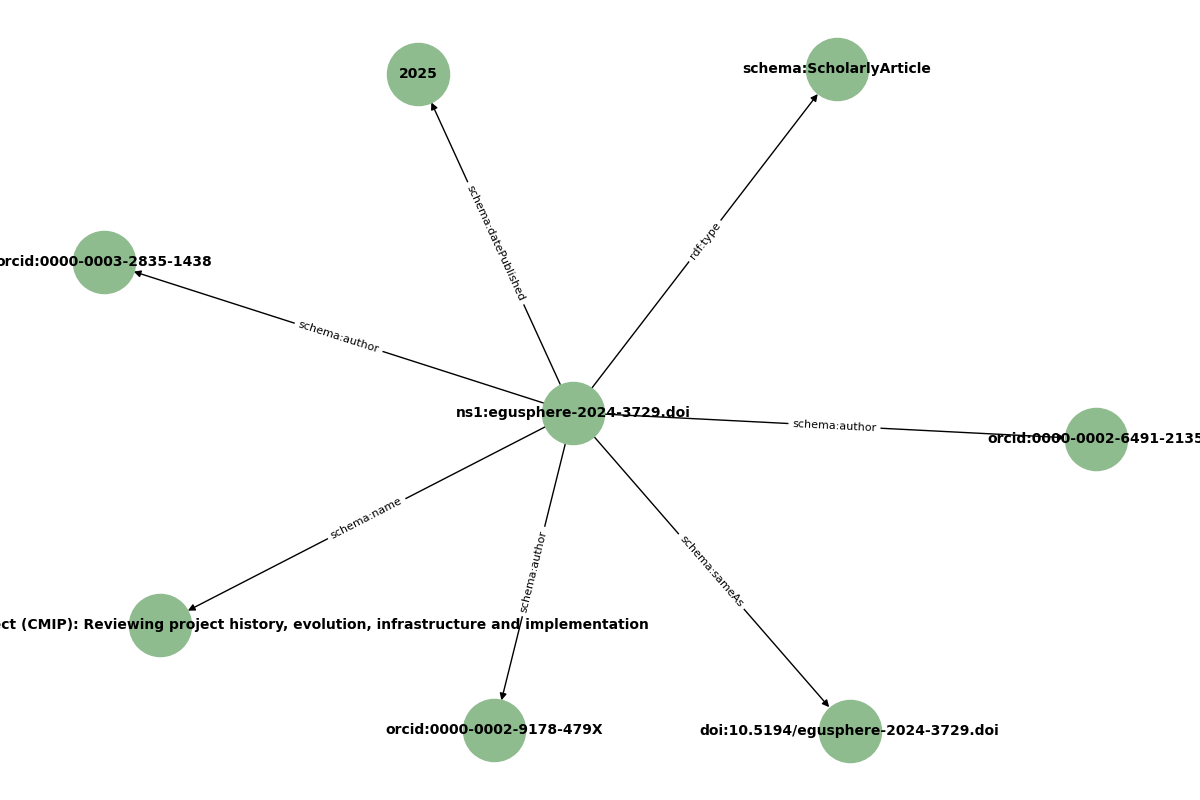 schema:ScholarlyArticle
2025
schema:datePublished
rdf:type
orcid:0000-0003-2835-1438
schema:author
ns1:egusphere-2024-3729.doi
schema:author
orcid:0000-0002-6491-2135
schema:name
schema:author
schema:sameAs
(CMIP): Reviewing project history, evolution, infrastructure and implementation
orcid:0000-0002-9178-479X
doi:10.5194/egusphere-2024-3729.doi